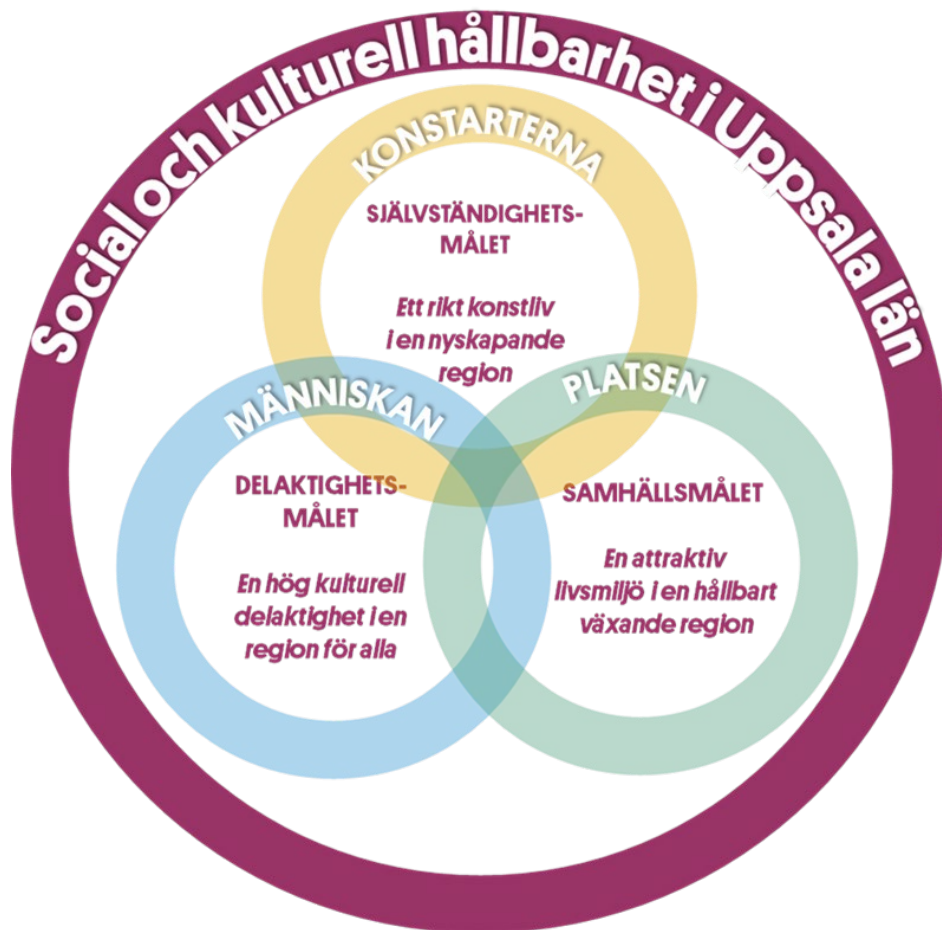 Social och kulturell hållbarhet i Uppsala län
KONSTARTERNA
SJÄLVSTÄNDIGHETS-
MÅLET
Ett rikt konstliv
i en nyskapande
region
MÄNNISKAN
DELAKTIGHETS-
MÅLET
En hög kulturell
delaktighet i en
region för alla
PLATSEN
SAMHÄLLSMÅLET
En attraktiv
livsmiljö i en hållbart
växande region